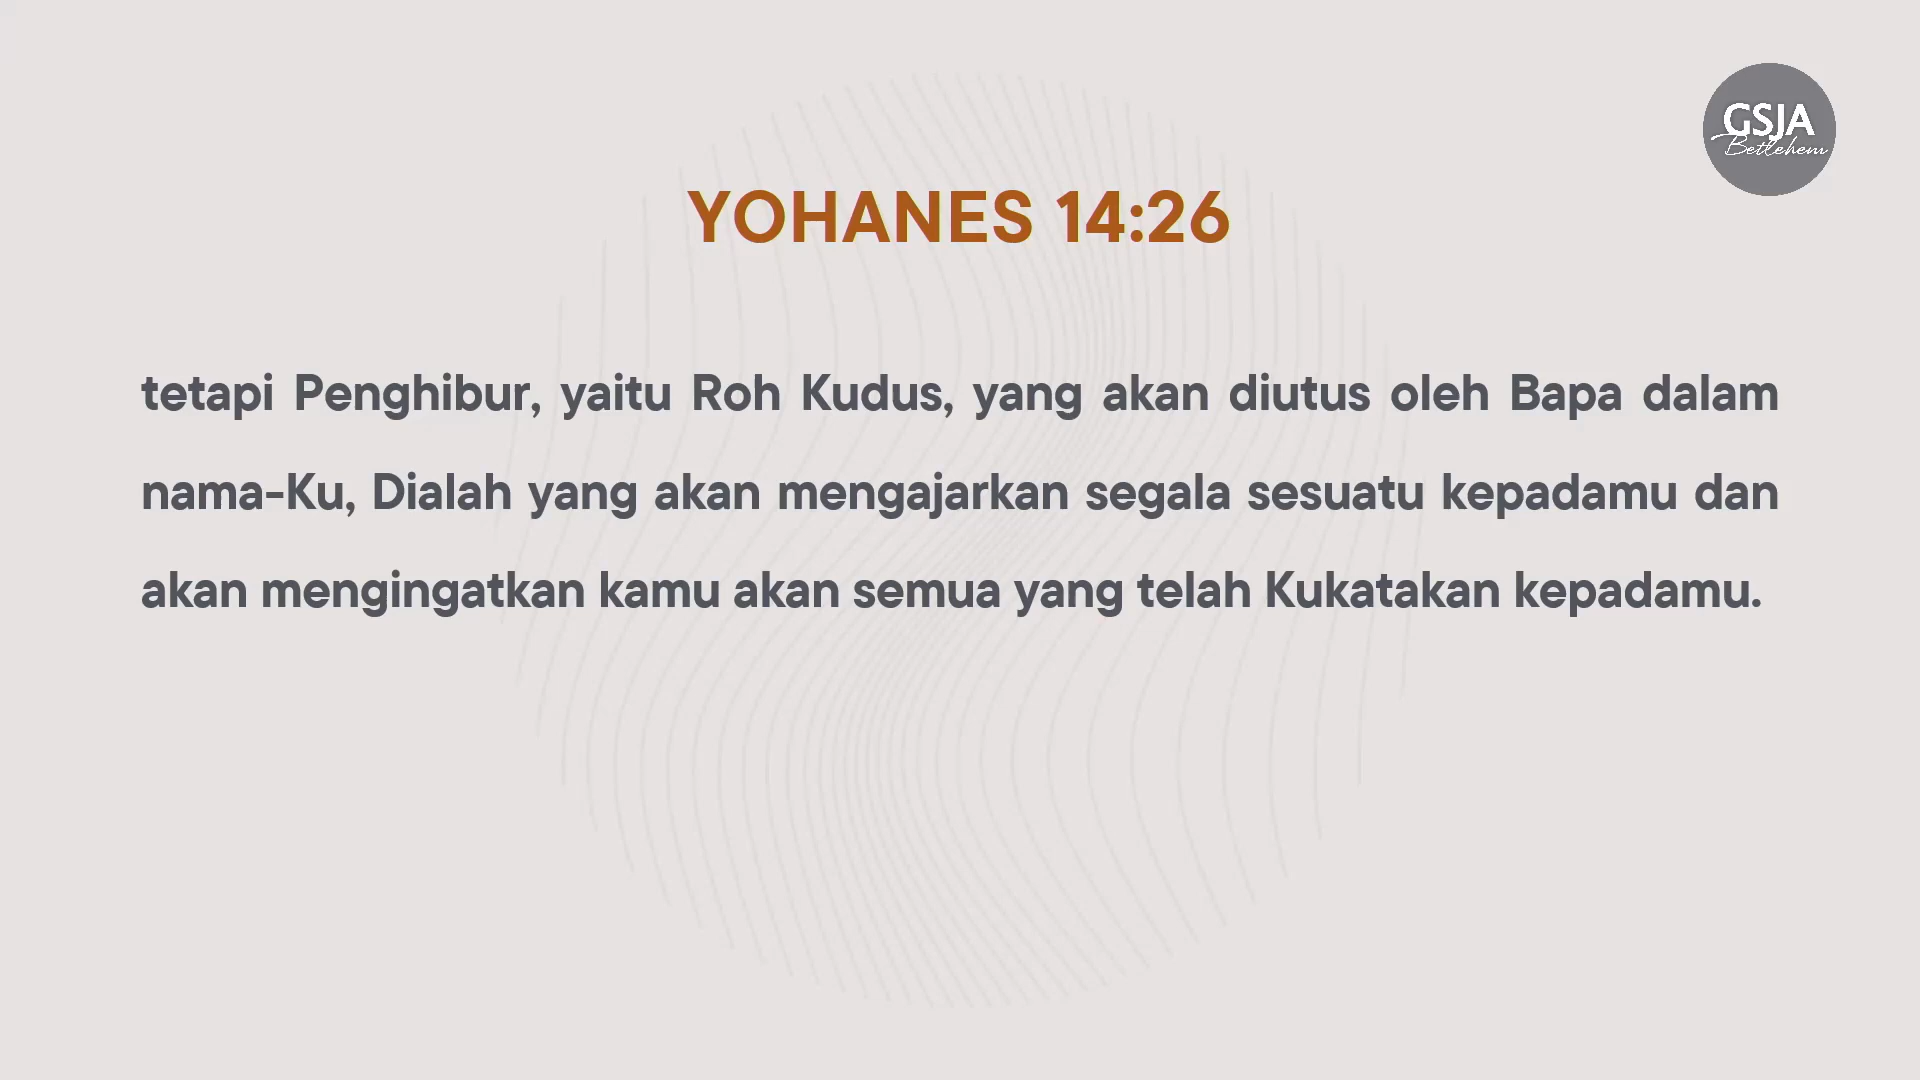 GSJA
Betlehem
YOHANES 14:26
tetapi Penghibur, yaitu Roh Kudus, yang akan diutus oleh Bapa dalam
nama-Ku, Dialah yang akan mengajarkan segala sesuatu kepadamu dan
akan mengingatkan kamu akan semua yang telah Kukatakan kepadamu.